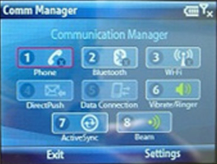 Comm Manager
Communication Manager
1 2 3
Phone Bluetooth Wi-Fi
4 5 6
DirectPush Data Connection Vibrate/Ringer
7 8
ActiveSync Beam
Exit Settings